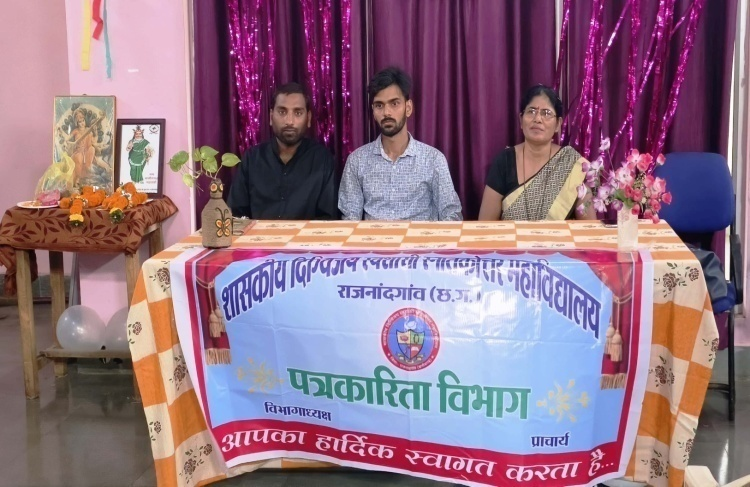 शासकीय दिग्विजय स्वशासी स्नातकोत्तर महाविद्यालय
राजनांदगांव (छ.ग.)
पत्रकारिता विभाग
विभागाध्यक्ष
प्राचार्य
आपका हार्दिक स्वागत करता है...